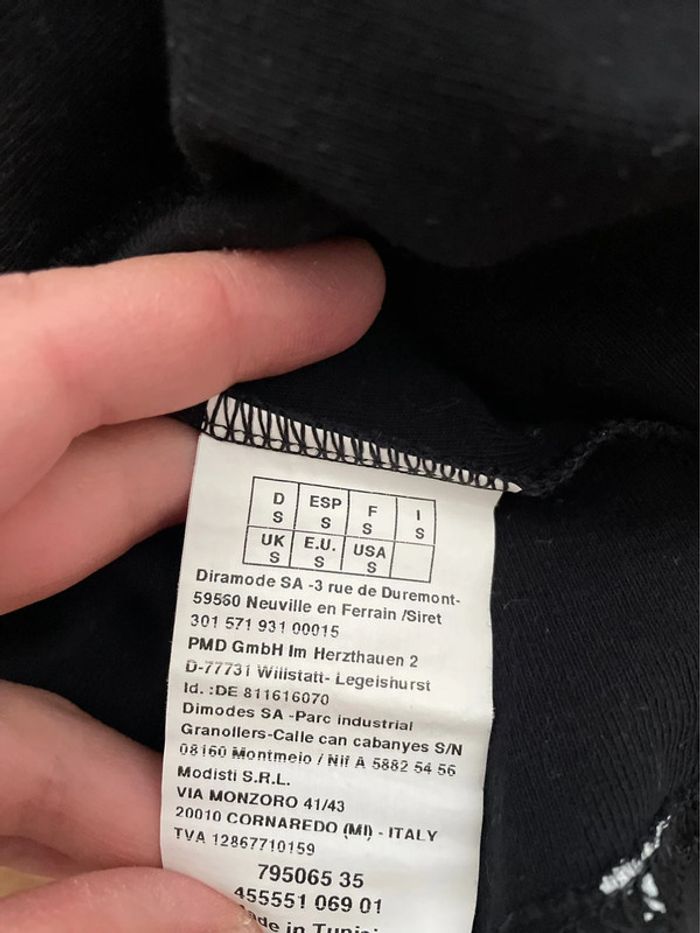 D ESP F I
S S S S
UK E.U. USA
S S S
Diramode SA -3 rue de Duremont-
59560 Neuville en Ferrain /Siret
301 571 931 00015
PMD GmbH Im Herzthauen 2
D-77731 Willstatt- Legelshurst
Id. :DE 811616070
Dimodes SA -Parc industrial
Granollers-Calle can cabanyes S/N
08160 Montmelo / Nif A 5882 54 56
Modisti S.R.L.
VIA MONZORO 41/43
20010 CORNAREDO (MI) - ITALY
TVA 12867710159
795065 35
455551 069 01
in